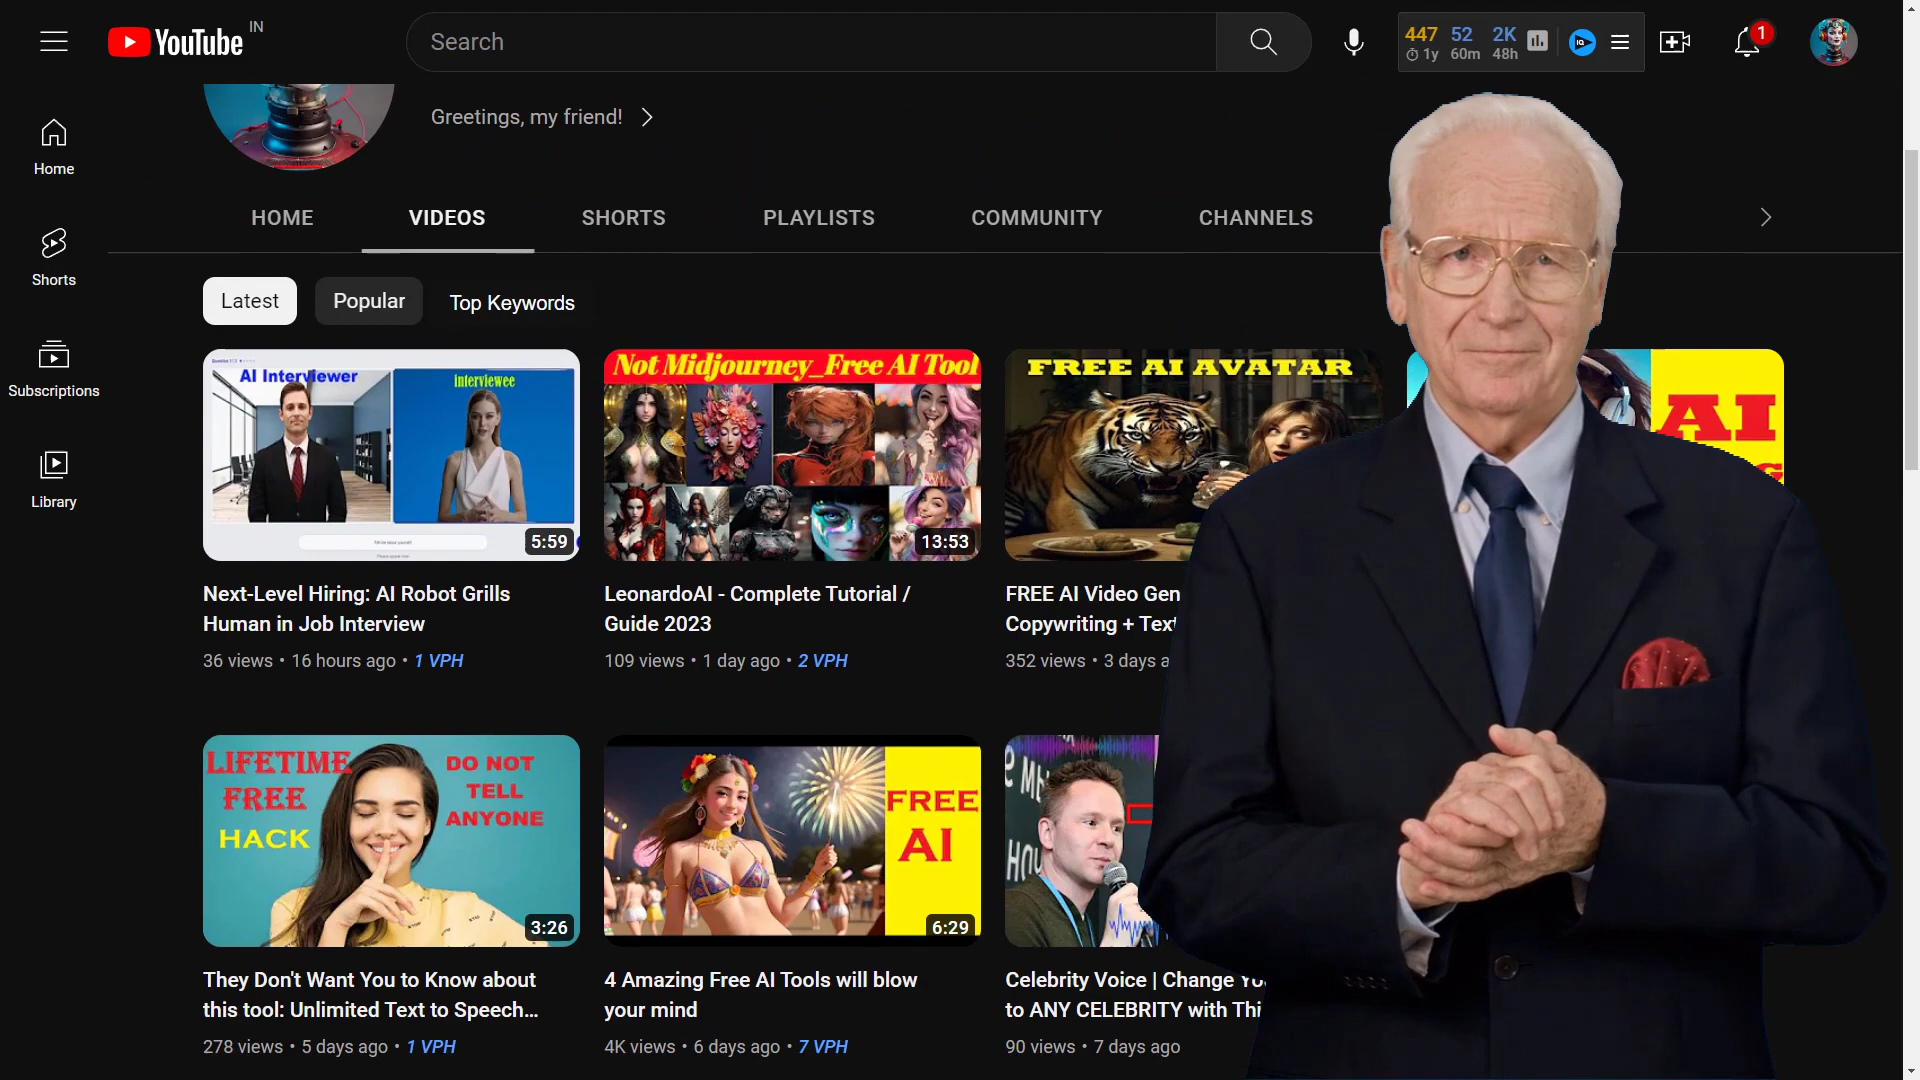 YouTube IN
Search
447 52 2K
1y 60m 48h
IQ
1
Greetings, my friend!
Home
Shorts
Subscriptions
Library
HOME VIDEOS SHORTS PLAYLISTS COMMUNITY CHANNELS
Latest Popular Top Keywords
AI Interviewer
interviewee
5:59
Not Midjourney_Free AI Tool
13:53
FREE AI AVATAR
AI
Next-Level Hiring: AI Robot Grills
Human in Job Interview
36 views • 16 hours ago • 1 VPH
LeonardoAI - Complete Tutorial /
Guide 2023
109 views • 1 day ago • 2 VPH
FREE AI Video Gen
Copywriting + Text
352 views • 3 days a
LIFETIME
FREE
HACK
DO NOT
TELL
ANYONE
3:26
FREE
AI
6:29
They Don't Want You to Know about
this tool: Unlimited Text to Speech...
278 views • 5 days ago • 1 VPH
4 Amazing Free AI Tools will blow
your mind
4K views • 6 days ago • 7 VPH
Celebrity Voice | Change Yo
to ANY CELEBRITY with Thi
90 views • 7 days ago